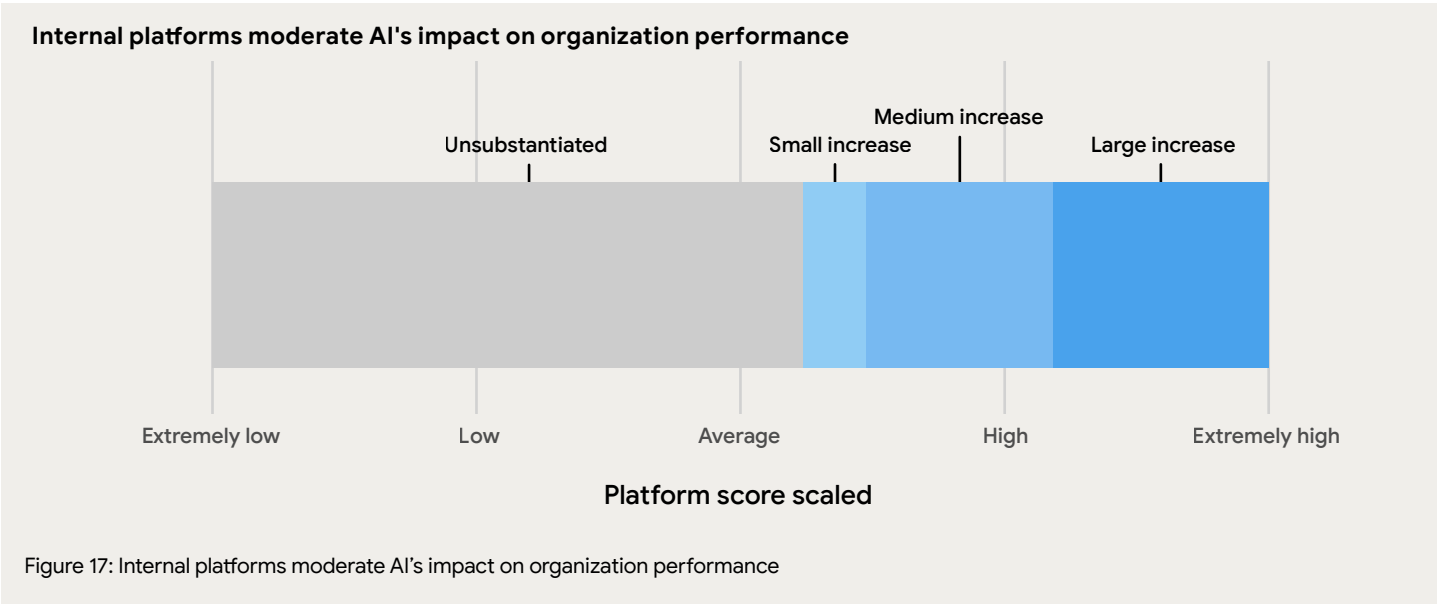 Internal platforms moderate AI's impact on organization performance
Medium increase
Unsubstantiated
Small increase
Large increase
Extremely low
Low
Average
High
Extremely high
Platform score scaled
Figure 17: Internal platforms moderate AI’s impact on organization performance